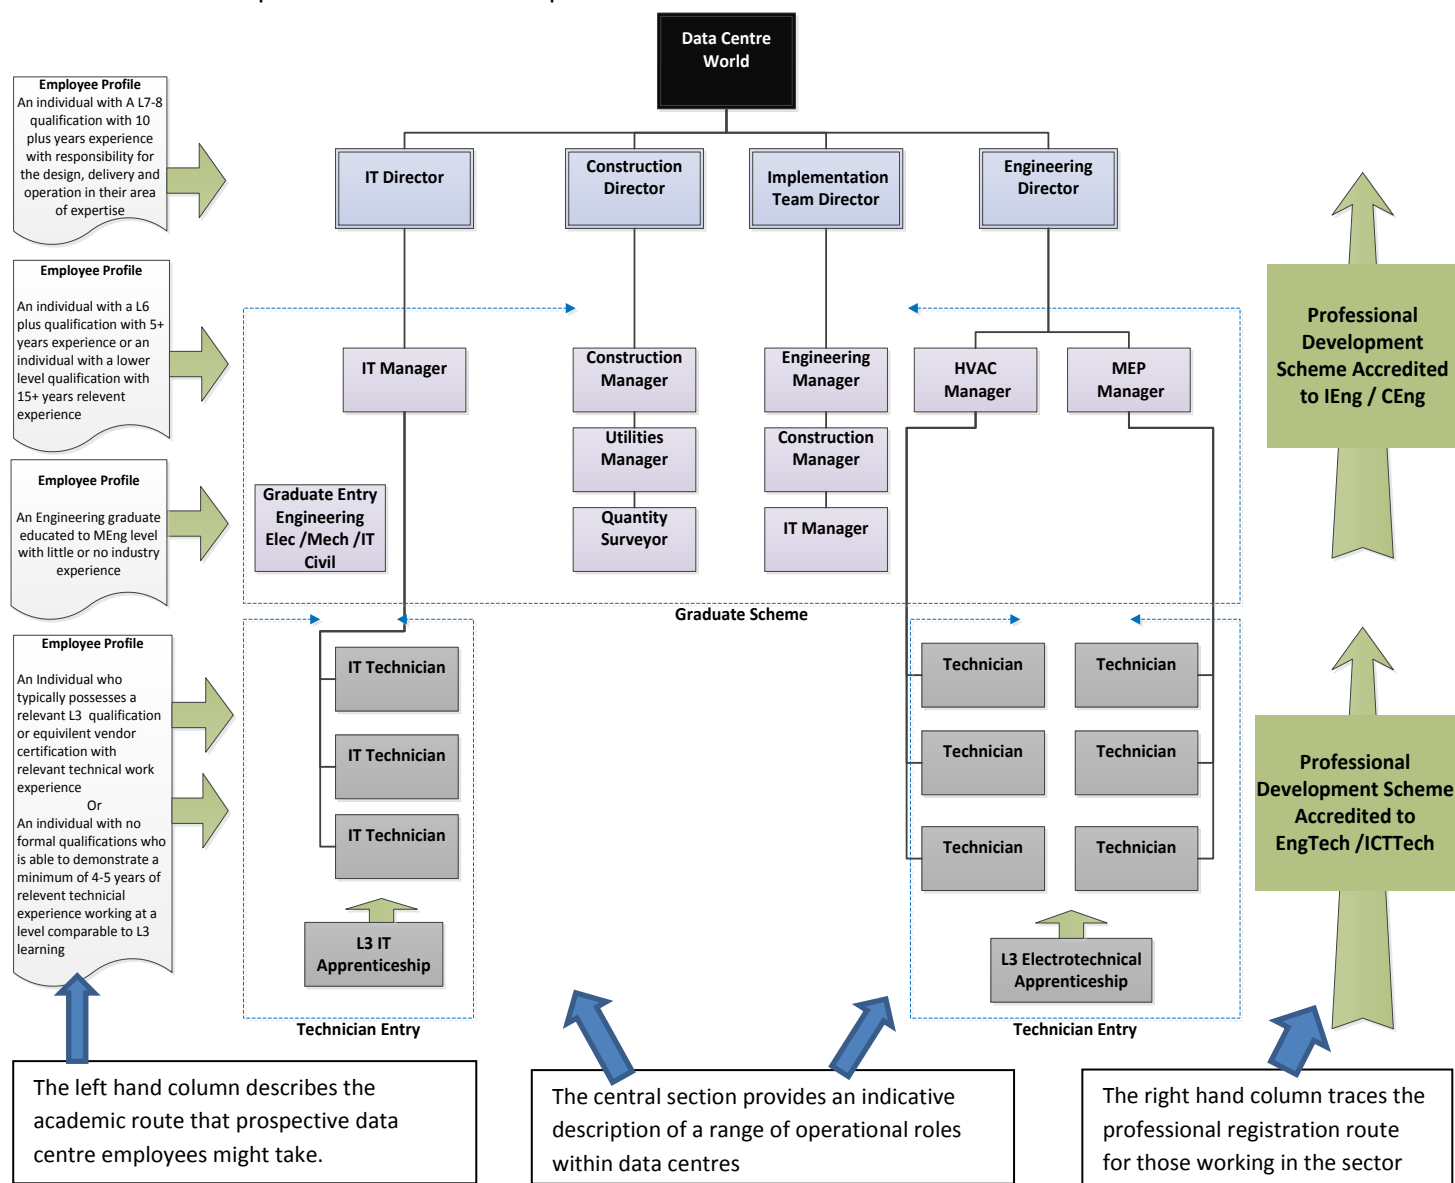 Data Centre
World
Employee Profile
An individual with A L7-8
qualification with 10
plus years experience
with responsibility for
the design, delivery and
operation in their area
of expertise
IT Director
Construction
Director
Implementation
Team Director
Engineering
Director
Employee Profile
An individual with a L6
plus qualification with 5+
years experience or an
individual with a lower
level qualification with
15+ years relevent
experience
IT Manager
Construction
Manager
Engineering
Manager
HVAC
Manager
MEP
Manager
Professional
Development
Scheme Accredited
to IEng / CEng
Utilities
Manager
Construction
Manager
Employee Profile
An Engineering graduate
educated to MEng level
with little or no industry
experience
Graduate Entry
Engineering
Elec /Mech /IT
Civil
Quantity
Surveyor
IT Manager
Graduate Scheme
Employee Profile
An Individual who
typically possesses a
relevant L3 qualification
or equivilent vendor
certification with
relevant technical work
experience
Or
An individual with no
formal qualifications who
is able to demonstrate a
minimum of 4-5 years of
relevent technicial
experience working at a
level comparable to L3
learning
IT Technician
IT Technician
IT Technician
L3 IT
Apprenticeship
Technician Entry
Technician
Technician
Technician
Technician
Technician
Technician
L3 Electrotechnical
Apprenticeship
Technician Entry
Professional
Development Scheme
Accredited to
EngTech /ICTTech
The left hand column describes the
academic route that prospective data
centre employees might take.
The central section provides an indicative
description of a range of operational roles
within data centres
The right hand column traces the
professional registration route
for those working in the sector